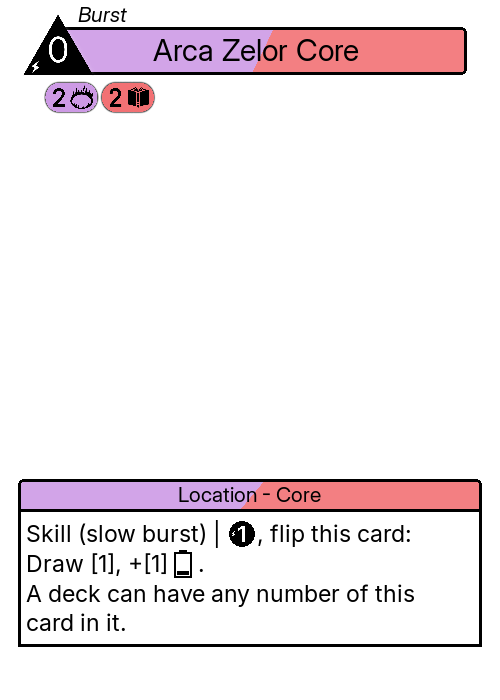 Burst
0
Arca Zelor Core
2 2
Location - Core
Skill (slow burst) | 1, flip this card:
Draw [1], +[1] .
A deck can have any number of this
card in it.